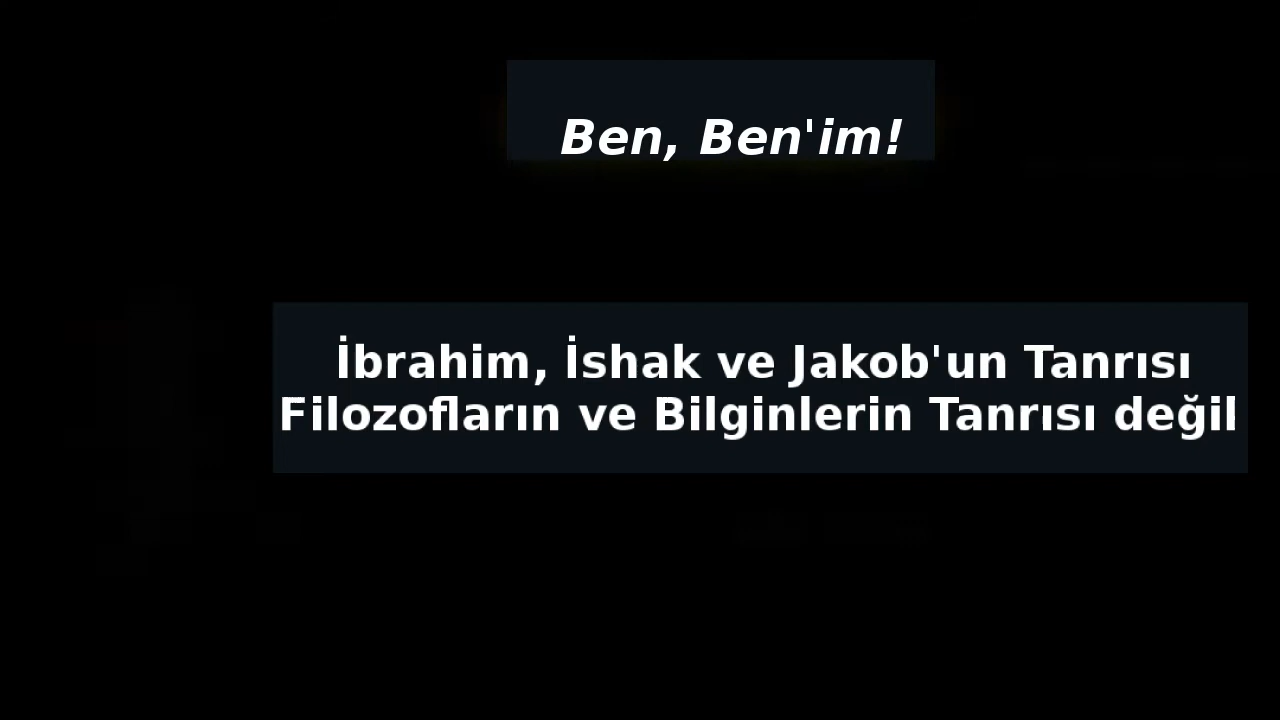 Ben, Ben'im!
İbrahim, İshak ve Jakob'un Tanrısı
Filozofların ve Bilginlerin Tanrısı değil